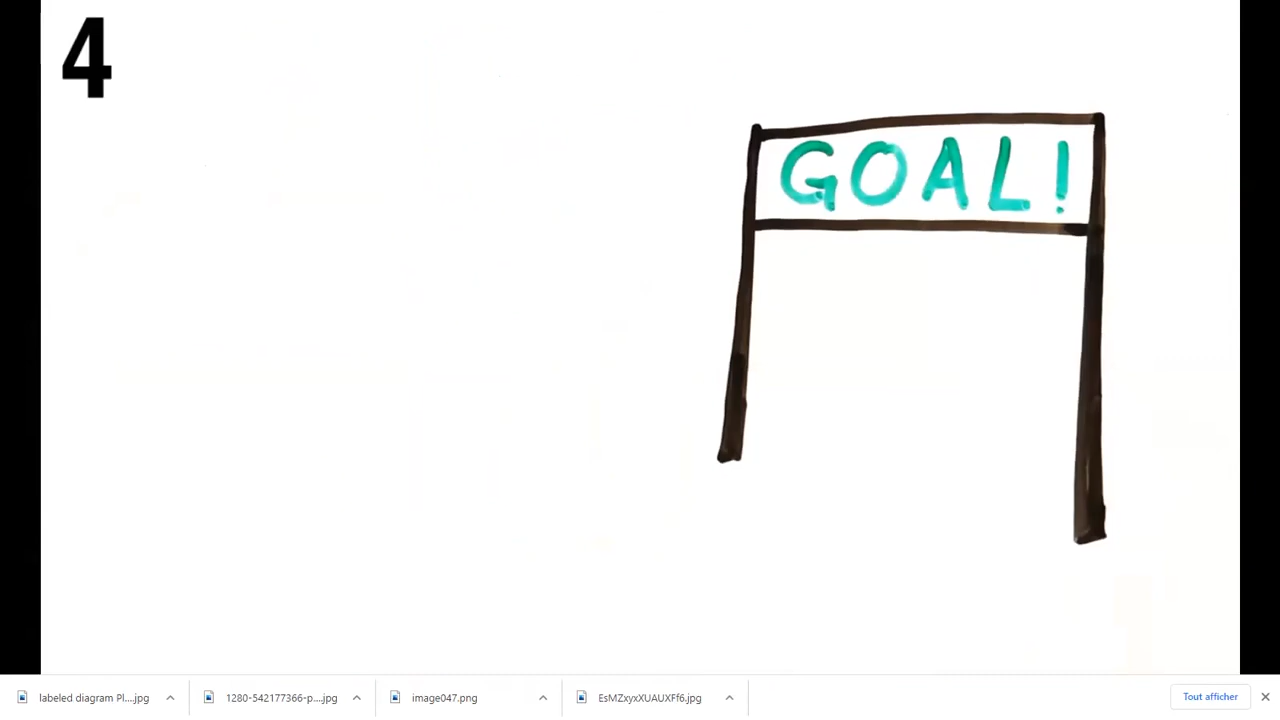 4
GOAL!
labeled diagram Pl....jpg
1280-542177366-p....jpg
image047.png
EsMZxyxXUAUXFf6.jpg
Tout afficher